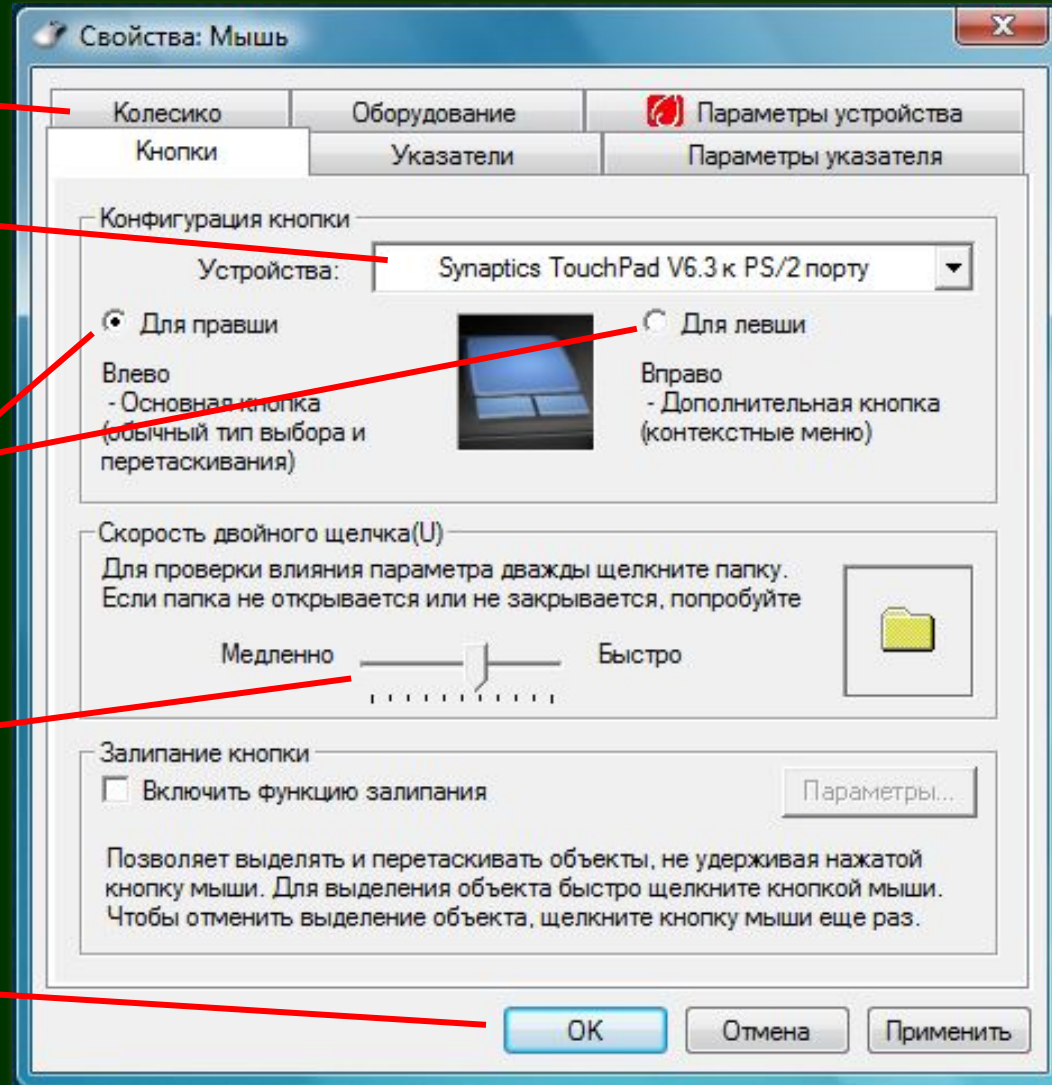 Свойства: Мышь
Колесико
Оборудование
Параметры устройства
Кнопки
Указатели
Параметры указателя
Конфигурация кнопки
Устройства:
Synaptics TouchPad V6.3 к PS/2 порту
Для правши
Для левши
Влево
- Основная кнопка
(обычный тип выбора и
перетаскивания)
Вправо
- Дополнительная кнопка
(контекстные меню)
Скорость двойного щелчка(U)
Для проверки влияния параметра дважды щелкните папку.
Если папка не открывается или не закрывается, попробуйте
Медленно
Быстро
Залипание кнопки
Включить функцию залипания
Параметры...
Позволяет выделять и перетаскивать объекты, не удерживая нажатой
кнопку мыши. Для выделения объекта быстро щелкните кнопкой мыши.
Чтобы отменить выделение объекта, щелкните кнопку мыши еще раз.
OK
Отмена
Применить